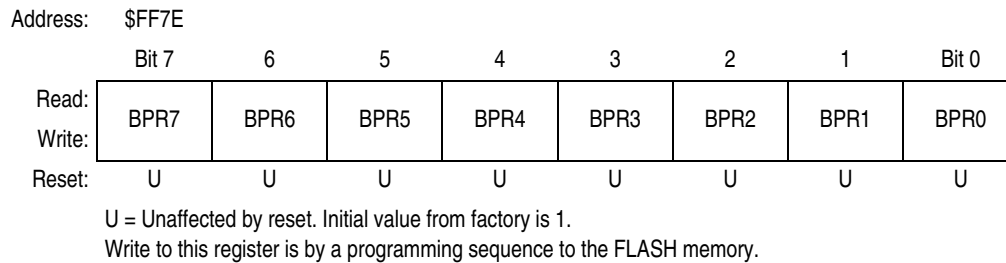 Address: $FF7E
Bit 7 6 5 4 3 2 1 Bit 0
Read:
BPR7 BPR6 BPR5 BPR4 BPR3 BPR2 BPR1 BPR0
Write:
Reset: U U U U U U U U
U = Unaffected by reset. Initial value from factory is 1.
Write to this register is by a programming sequence to the FLASH memory.